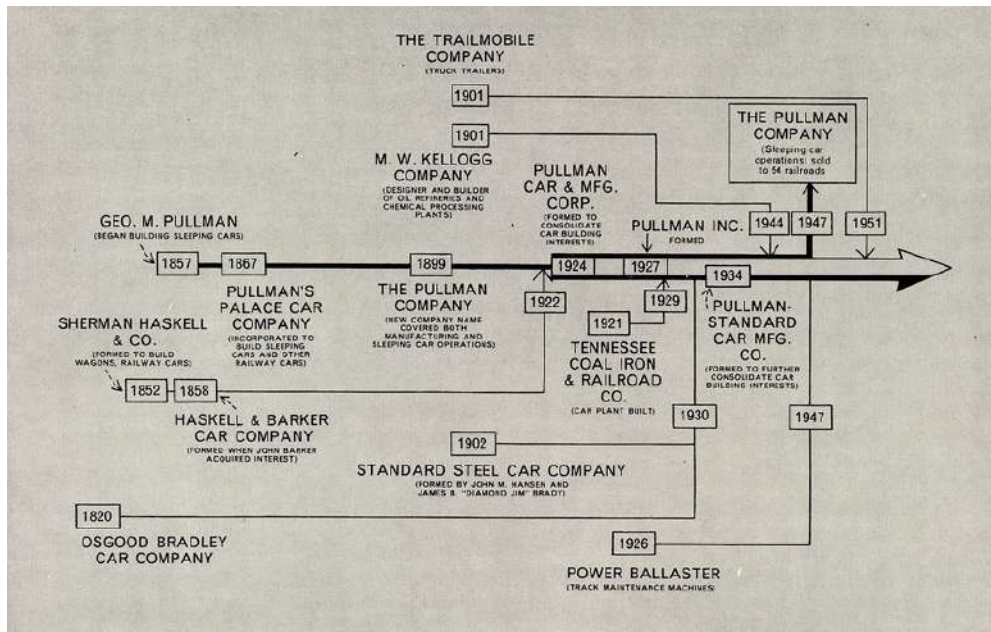 THE TRAILMOBILE
COMPANY
(TRUCK TRAILERS)
1901
1901
M. W. KELLOGG
COMPANY
(DESIGNER AND BUILDER
OF OIL REFINERIES AND
CHEMICAL PROCESSING
PLANTS)
PULLMAN
CAR & MFG.
CORP.
(FORMED TO
CONSOLIDATE
CAR BUILDING
INTERESTS)
THE PULLMAN
COMPANY
(Sleeping car
operations) sold
to 54 railroads
PULLMAN INC.
FORMED
1944
1947
1951
GEO. M. PULLMAN
(BEGAN BUILDING SLEEPING CARS)
1857
1867
1899
1924
1927
1934
PULLMAN'S
PALACE CAR
COMPANY
(INCORPORATED TO
BUILD SLEEPING
CARS AND OTHER
RAILWAY CARS)
THE PULLMAN
COMPANY
(NEW COMPANY NAME
COVERED BOTH
MANUFACTURING AND
SLEEPING CAR OPERATIONS)
1922
1929
1921
TENNESSEE
COAL IRON
& RAILROAD
CO.
(CAR PLANT BUILT)
PULLMAN-
STANDARD
CAR MFG.
CO.
(FORMED TO FURTHER
CONSOLIDATE CAR
BUILDING INTERESTS)
SHERMAN HASKELL
& CO.
(FORMED TO BUILD
WAGONS, RAILWAY CARS)
1852
1858
HASKELL & BARKER
CAR COMPANY
(FORMED WHEN JOHN BARKER
ACQUIRED INTEREST)
1930
1947
1902
STANDARD STEEL CAR COMPANY
(FORMED BY JOHN M. HANSEN AND
JAMES B. "DIAMOND JIM" BRADY)
1820
OSGOOD BRADLEY
CAR COMPANY
1926
POWER BALLASTER
(TRACK MAINTENANCE MACHINES)